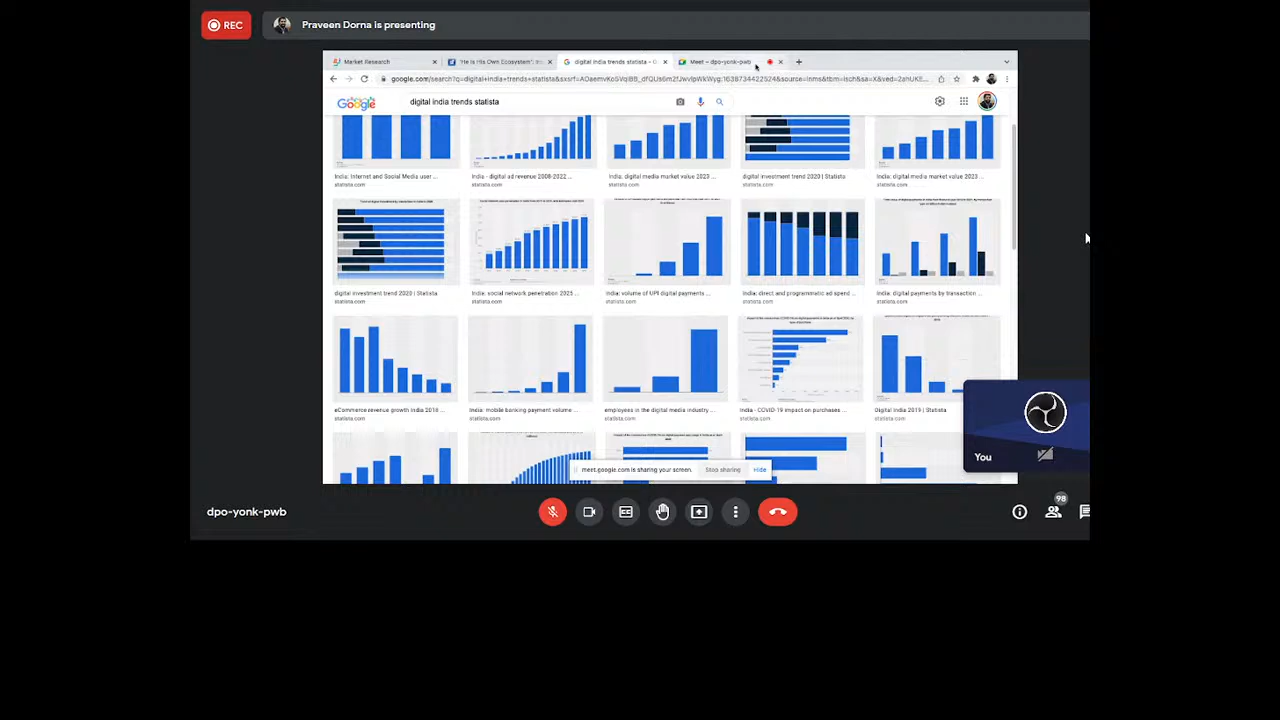 REC
Praveen Dorna is presenting
Market Research
"He is His Own Ecosystem":
digital india trends statista - G
Meet – dpo-yonk-pwb
Google
digital india trends statista
India: Internet and Social Media user ...
India - digital ad revenue 2008-2022 ...
India: digital media market value 2023 ...
digital investment trend 2020 | Statista
India: digital media market value 2023 ...
statista.com
statista.com
statista.com
statista.com
statista.com
digital investment trend 2020 | Statista
India: social network penetration 2025 ...
India: volume of UPI digital payments ...
India: direct and programmatic ad spend ...
India: digital payments by transaction ...
statista.com
statista.com
statista.com
statista.com
statista.com
eCommerce revenue growth India 2018 ...
India: mobile banking payment volume ...
employees in the digital media industry ...
India - COVID-19 impact on purchases ...
Digital India 2019 | Statista
statista.com
statista.com
statista.com
statista.com
statista.com
You
meet.google.com is sharing your screen.
Stop sharing
Hide
dpo-yonk-pwb
98